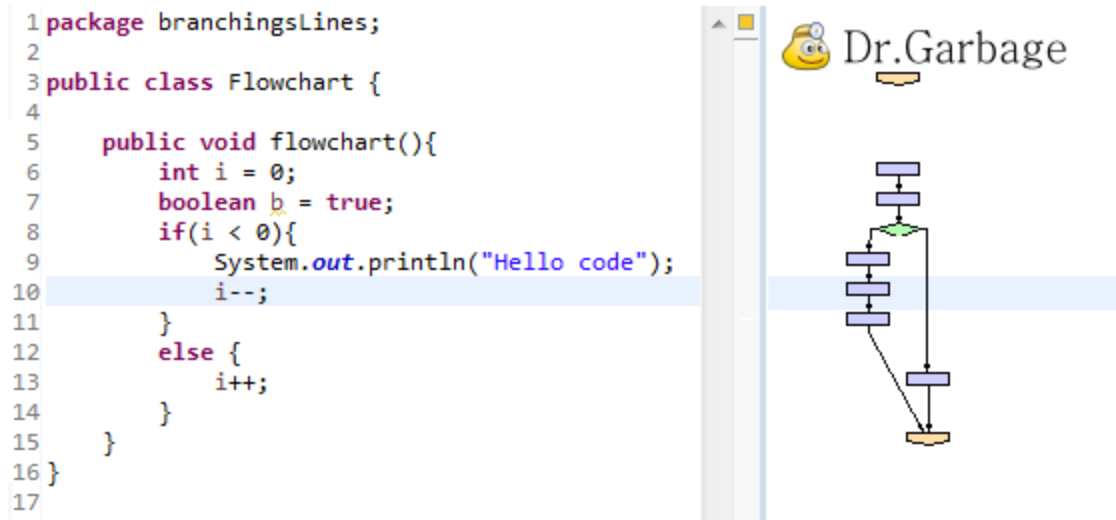 1 package branchingsLines;
2
3 public class Flowchart {
4
5     public void flowchart(){
6         int i = 0;
7         boolean b = true;
8         if(i < 0){
9             System.out.println("Hello code");
10             i--;
11         }
12         else {
13             i++;
14         }
15     }
16 }
17
Dr.Garbage